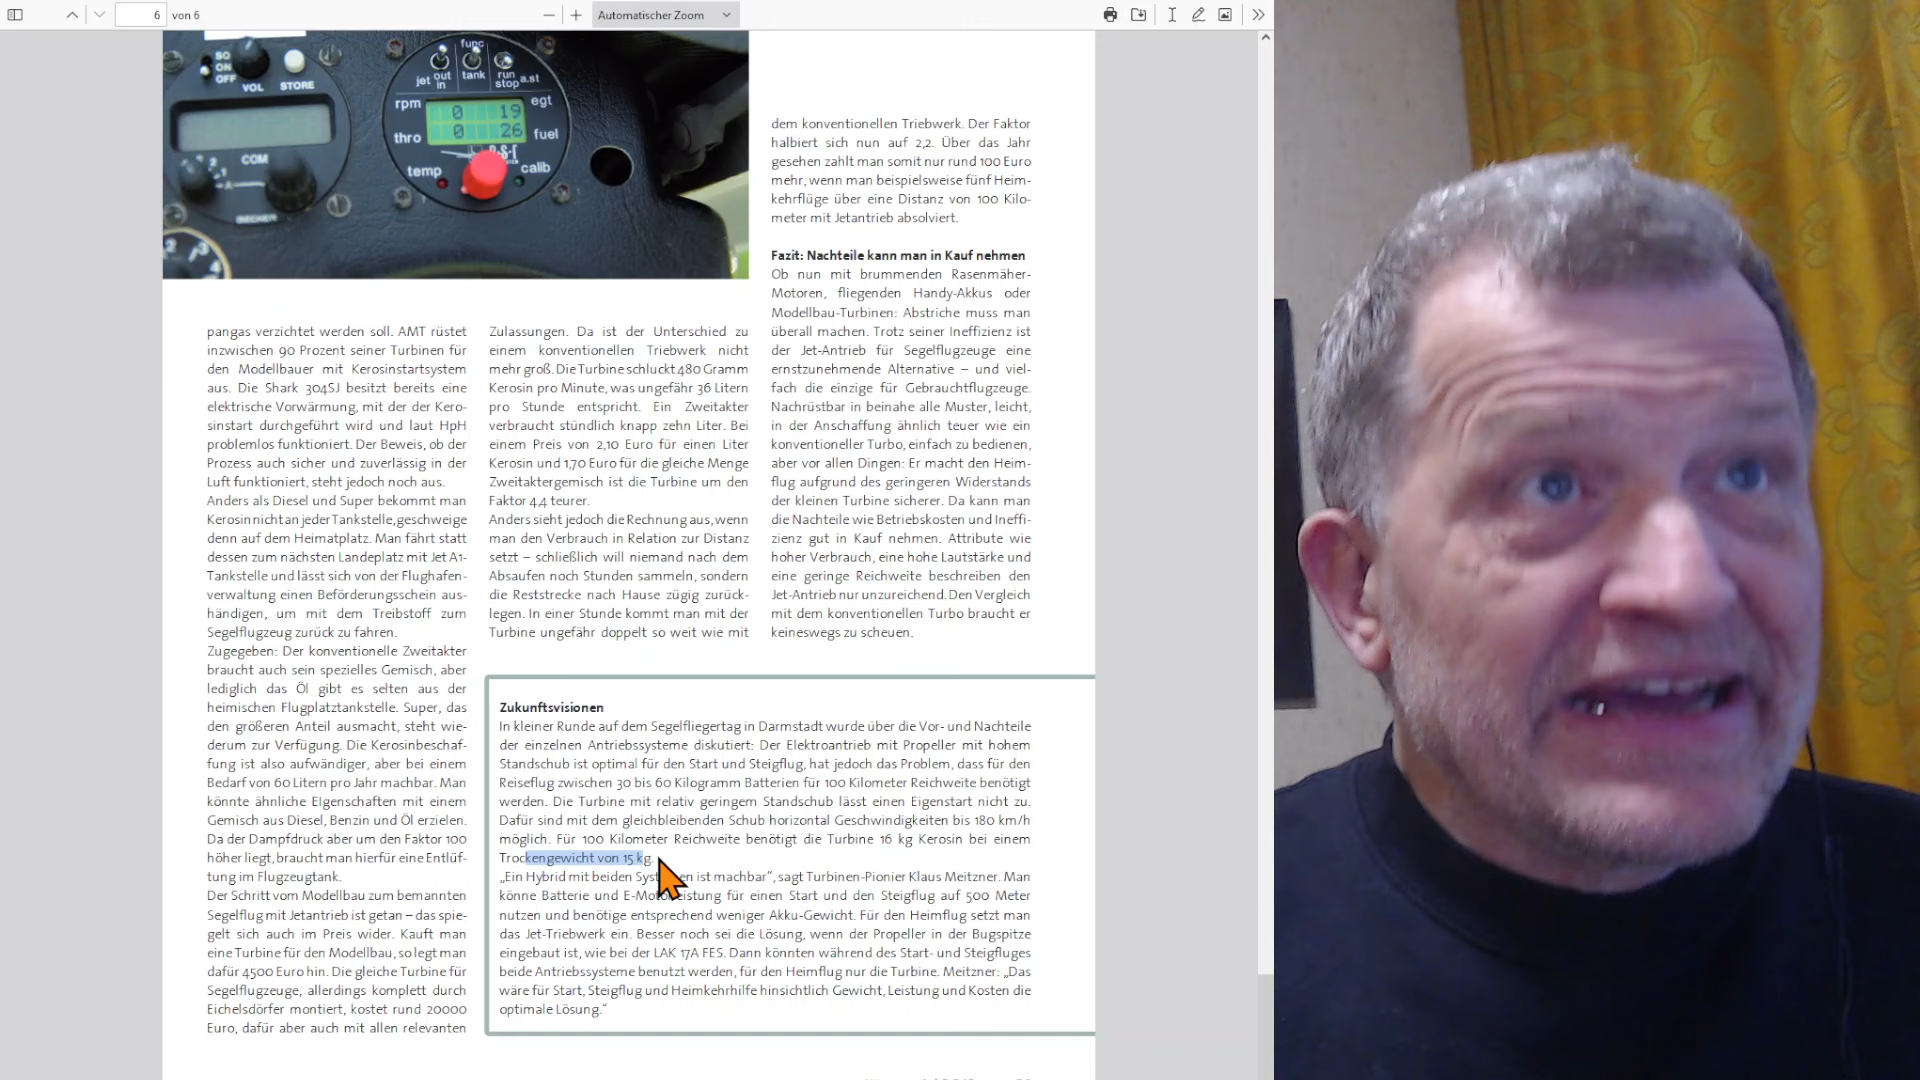 6
von 6
Automatischer Zoom
func
SO
ON
OFF
VOL
STORE
jet
out
in
tank
run
stop
a.st
rpm
0
19
egt
thro
0
26
fuel
COM
temp
calib
BECKER
dem konventionellen Triebwerk. Der Faktor
halbiert sich nun auf 2,2. Über das Jahr
gesehen zahlt man somit nur rund 100 Euro
mehr, wenn man beispielsweise fünf Heim-
kehrflüge über eine Distanz von 100 Kilo-
meter mit Jetantrieb absolviert.
Fazit: Nachteile kann man in Kauf nehmen
Ob nun mit brummenden Rasenmäher-
Motoren, fliegenden Handy-Akkus oder
Modellbau-Turbinen: Abstriche muss man
überall machen. Trotz seiner Ineffizienz ist
der Jet-Antrieb für Segelflugzeuge eine
ernstzunehmende Alternative – und viel-
fach die einzige für Gebrauchtflugzeuge.
Nachrüstbar in beinahe alle Muster, leicht,
in der Anschaffung ähnlich teuer wie ein
konventioneller Turbo, einfach zu bedienen,
aber vor allen Dingen: Er macht den Heim-
flug aufgrund des geringeren Widerstands
der kleinen Turbine sicherer. Da kann man
die Nachteile wie Betriebskosten und Ineffi-
zienz gut in Kauf nehmen. Attribute wie
hoher Verbrauch, eine hohe Lautstärke und
eine geringe Reichweite beschreiben den
Jet-Antrieb nur unzureichend. Den Vergleich
mit dem konventionellen Turbo braucht er
keineswegs zu scheuen.
pangas verzichtet werden soll. AMT rüstet
inzwischen 90 Prozent seiner Turbinen für
den Modellbauer mit Kerosinstartsystem
aus. Die Shark 304SJ besitzt bereits eine
elektrische Vorwärmung, mit der der Kero-
sinstart durchgeführt wird und laut HpH
problemlos funktioniert. Der Beweis, ob der
Prozess auch sicher und zuverlässig in der
Luft funktioniert, steht jedoch noch aus.
Anders als Diesel und Super bekommt man
Kerosin nicht an jeder Tankstelle, geschweige
denn auf dem Heimatplatz. Man fährt statt
dessen zum nächsten Landeplatz mit Jet A1-
Tankstelle und lässt sich von der Flughafen-
verwaltung einen Beförderungsschein aus-
händigen, um mit dem Treibstoff zum
Segelflugzeug zurück zu fahren.
Zugegeben: Der konventionelle Zweitakter
braucht auch sein spezielles Gemisch, aber
lediglich das Öl gibt es selten aus der
heimischen Flugplatztankstelle. Super, das
den größeren Anteil ausmacht, steht wie-
derum zur Verfügung. Die Kerosinbeschaf-
fung ist also aufwändiger, aber bei einem
Bedarf von 60 Litern pro Jahr machbar. Man
könnte ähnliche EIgenschaften mit einem
Gemisch aus Diesel, Benzin und Öl erzielen.
Da der Dampfdruck aber um den Faktor 100
höher liegt, braucht man hierfür eine Entlüf-
tung im Flugzeugtank.
Der Schritt vom Modellbau zum bemannten
Segelflug mit Jetantrieb ist getan – das spie-
gelt sich auch im Preis wider. Kauft man
eine Turbine für den Modellbau, so legt man
dafür 4500 Euro hin. Die gleiche Turbine für
Segelflugzeuge, allerdings komplett durch
Eichelsdörfer montiert, kostet rund 20000
Euro, dafür aber auch mit allen relevanten
Zulassungen. Da ist der Unterschied zu
einem konventionellen Triebwerk nicht
mehr groß. Die Turbine schluckt 480 Gramm
Kerosin pro Minute, was ungefähr 36 Litern
pro Stunde entspricht. Ein Zweitakter
verbraucht stündlich knapp zehn Liter. Bei
einem Preis von 2,10 Euro für einen Liter
Kerosin und 1,70 Euro für die gleiche Menge
Zweitaktergemisch ist die Turbine um den
Faktor 4,4 teurer.
Anders sieht jedoch die Rechnung aus, wenn
man den Verbrauch in Relation zur Distanz
setzt – schließlich will niemand nach dem
Absaufen noch Stunden sammeln, sondern
die Reststrecke nach Hause zügig zurück-
legen. In einer Stunde kommt man mit der
Turbine ungefähr doppelt so weit wie mit
Zukunftsvisionen
In kleiner Runde auf dem Segelfliegertag in Darmstadt wurde über die Vor- und Nachteile
der einzelnen Antriebssysteme diskutiert: Der Elektroantrieb mit Propeller mit hohem
Standschub ist optimal für den Start und Steigflug, hat jedoch das Problem, dass für den
Reiseflug zwischen 30 bis 60 Kilogramm Batterien für 100 Kilometer Reichweite benötigt
werden. Die Turbine mit relativ geringem Standschub lässt einen Eigenstart nicht zu.
Dafür sind mit dem gleichbleibenden Schub horizontal Geschwindigkeiten bis 180 km/h
möglich. Für 100 Kilometer Reichweite benötigt die Turbine 16 kg Kerosin bei einem
Trockengewicht von 15 kg.
„Ein Hybrid mit beiden Systemen ist machbar“, sagt Turbinen-Pionier Klaus Meitzner. Man
könne Batterie und E-Motorleistung für einen Start und den Steigflug auf 500 Meter
nutzen und benötige entsprechend weniger Akku-Gewicht. Für den Heimflug setzt man
das Jet-Triebwerk ein. Besser noch sei die Lösung, wenn der Propeller in der Bugspitze
eingebaut ist, wie bei der LAK 17A FES. Dann könnten während des Start- und Steigfluges
beide Antriebssysteme benutzt werden, für den Heimflug nur die Turbine. Meitzner: „Das
wäre für Start, Steigflug und Heimkehrhilfe hinsichtlich Gewicht, Leistung und Kosten die
optimale Lösung.“